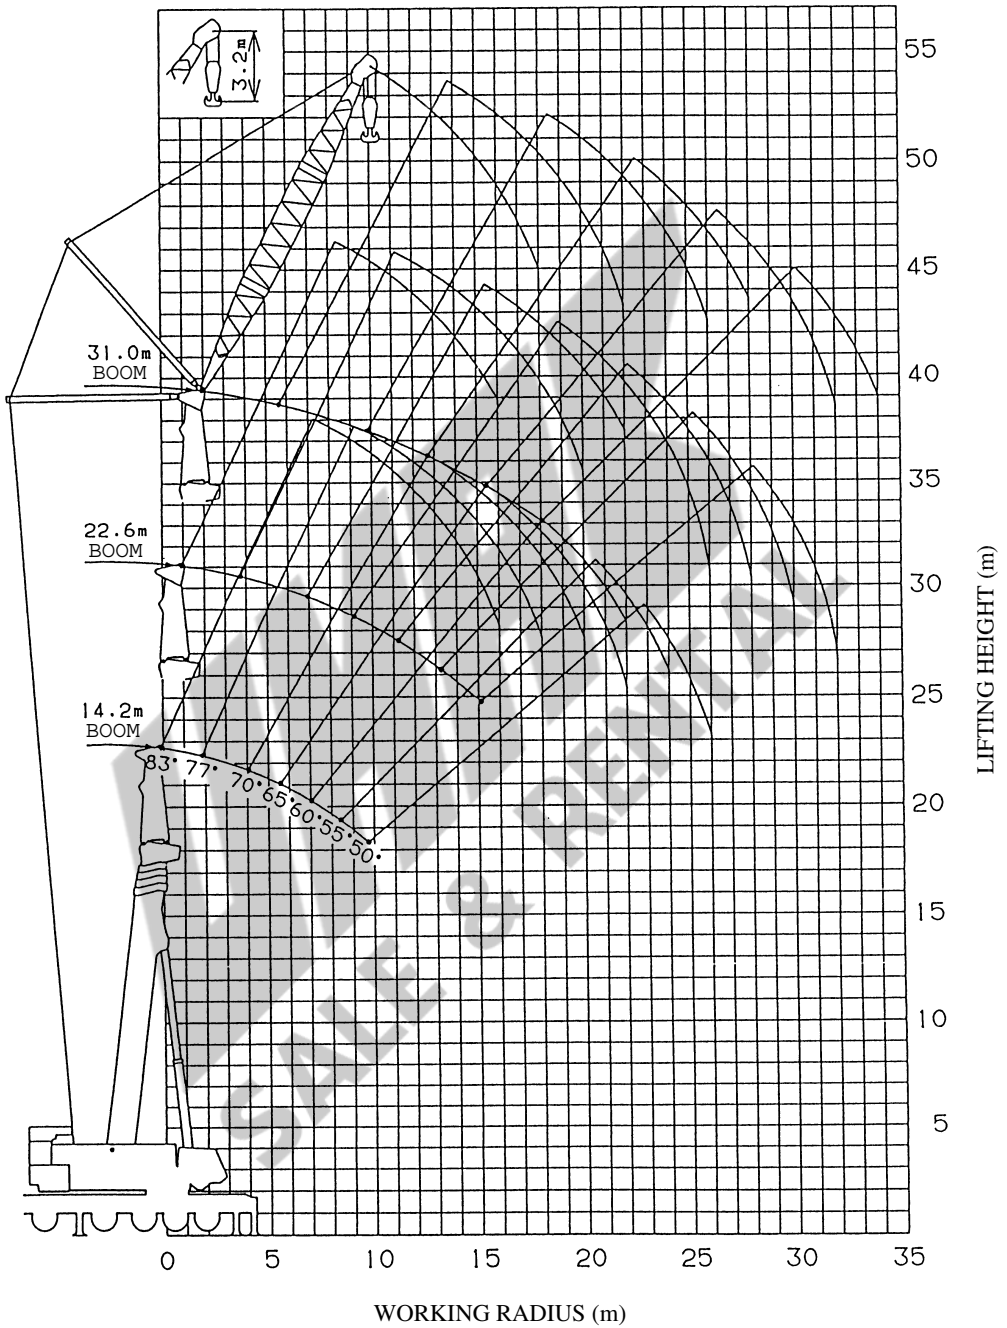 3.2m
55
50
45
31.0m
BOOM
40
35
22.6m
BOOM
30
25
14.2m
BOOM
83° 77° 70° 65° 60° 55° 50°
20
15
10
5
0 5 10 15 20 25 30 35
WORKING RADIUS (m)
LIFTING HEIGHT (m)
SALE & RENTAL